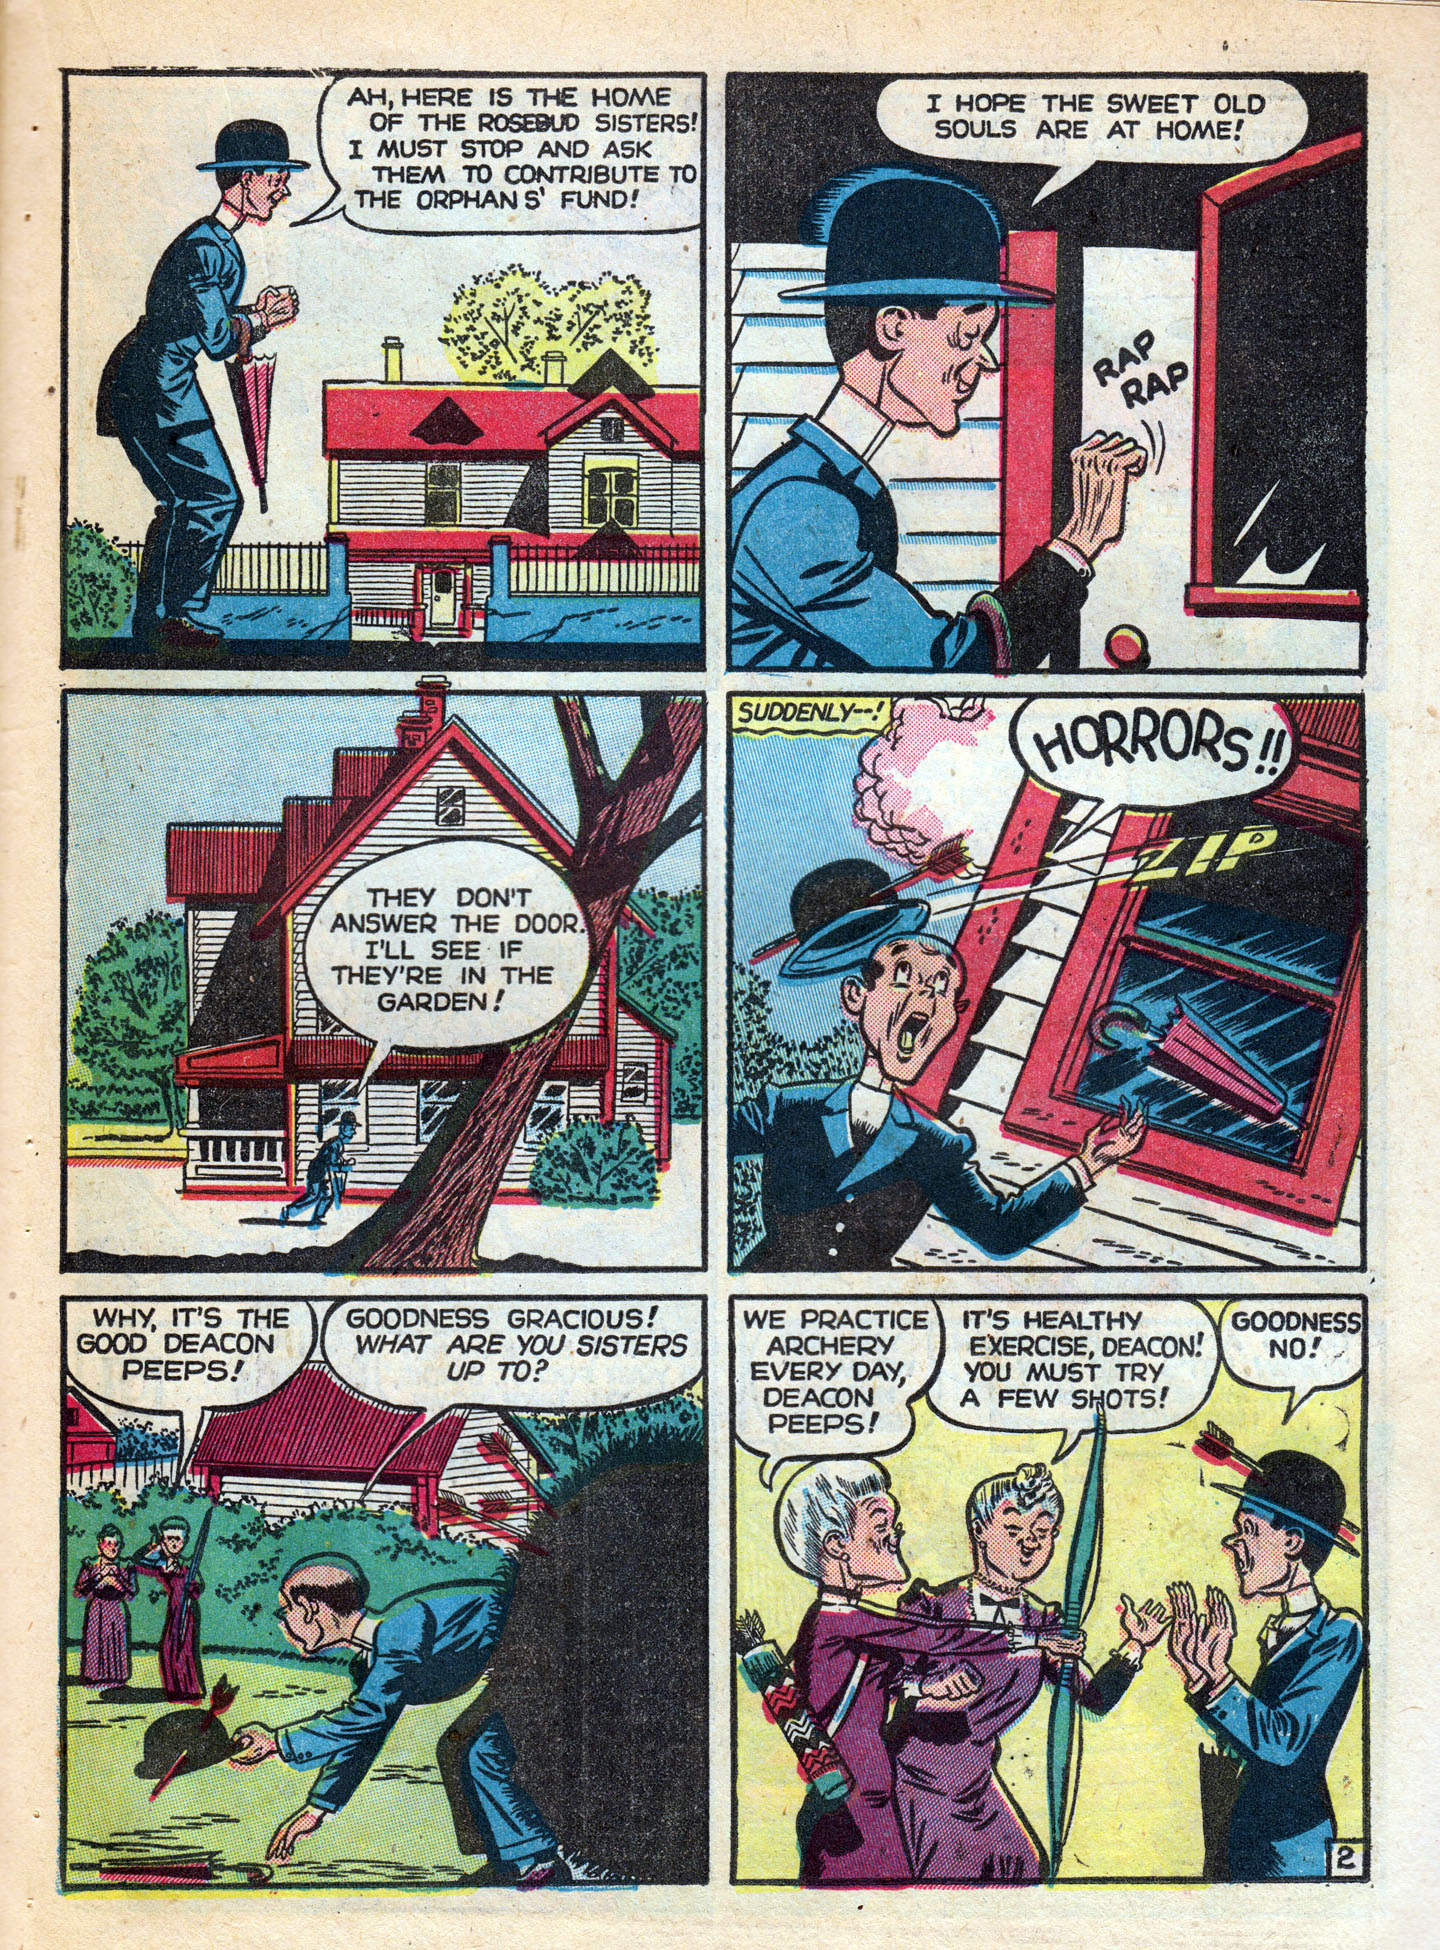 AH, HERE IS THE HOME
OF THE ROSEBUD SISTERS!
I MUST STOP AND ASK
THEM TO CONTRIBUTE TO
THE ORPHANS' FUND!
I HOPE THE SWEET OLD
SOULS ARE AT HOME!
RAP
RAP
THEY DON'T
ANSWER THE DOOR.
I'LL SEE IF
THEY'RE IN THE
GARDEN!
SUDDENLY--!
HORRORS!!
ZIP
WHY, IT'S THE
GOOD DEACON
PEEPS!
GOODNESS GRACIOUS!
WHAT ARE YOU SISTERS
UP TO?
WE PRACTICE
ARCHERY
EVERY DAY,
DEACON
PEEPS!
IT'S HEALTHY
EXERCISE, DEACON!
YOU MUST TRY
A FEW SHOTS!
GOODNESS
NO!
2